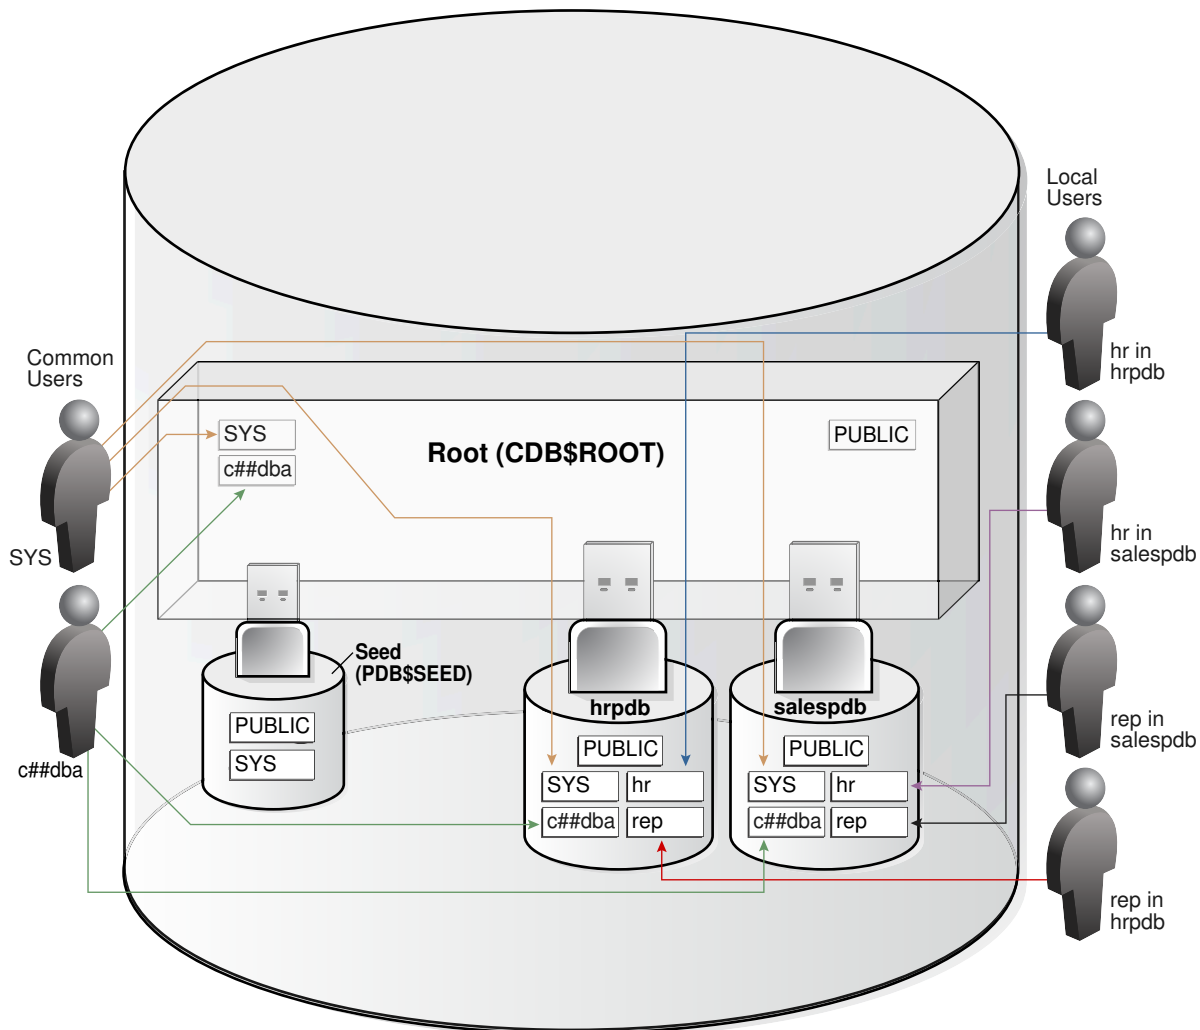 Local
Users
hr in
hrpdb
Common
Users
SYS
c##dba
Root (CDB$ROOT)
PUBLIC
SYS
hr in
salespdb
c##dba
Seed
(PDB$SEED)
PUBLIC
SYS
hrpdb
PUBLIC
SYS
hr
c##dba
rep
salespdb
PUBLIC
SYS
hr
c##dba
rep
rep in
salespdb
rep in
hrpdb